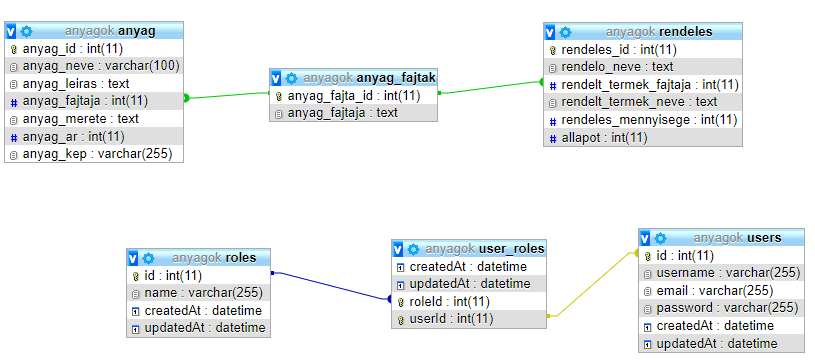 anyagok anyag
anyag_id : int(11)
anyag_neve : varchar(100)
anyag_leiras : text
anyag_fajtaja : int(11)
anyag_merete : text
anyag_ar : int(11)
anyag_kep : varchar(255)
anyagok anyag_fajtak
anyag_fajta_id : int(11)
anyag_fajtaja : text
anyagok rendeles
rendeles_id : int(11)
rendelo_neve : text
rendelt_termek_fajtaja : int(11)
rendelt_termek_neve : text
rendeles_mennyisege : int(11)
allapot : int(11)
anyagok roles
id : int(11)
name : varchar(255)
createdAt : datetime
updatedAt : datetime
anyagok user_roles
createdAt : datetime
updatedAt : datetime
roleId : int(11)
userId : int(11)
anyagok users
id : int(11)
username : varchar(255)
email : varchar(255)
password : varchar(255)
createdAt : datetime
updatedAt : datetime